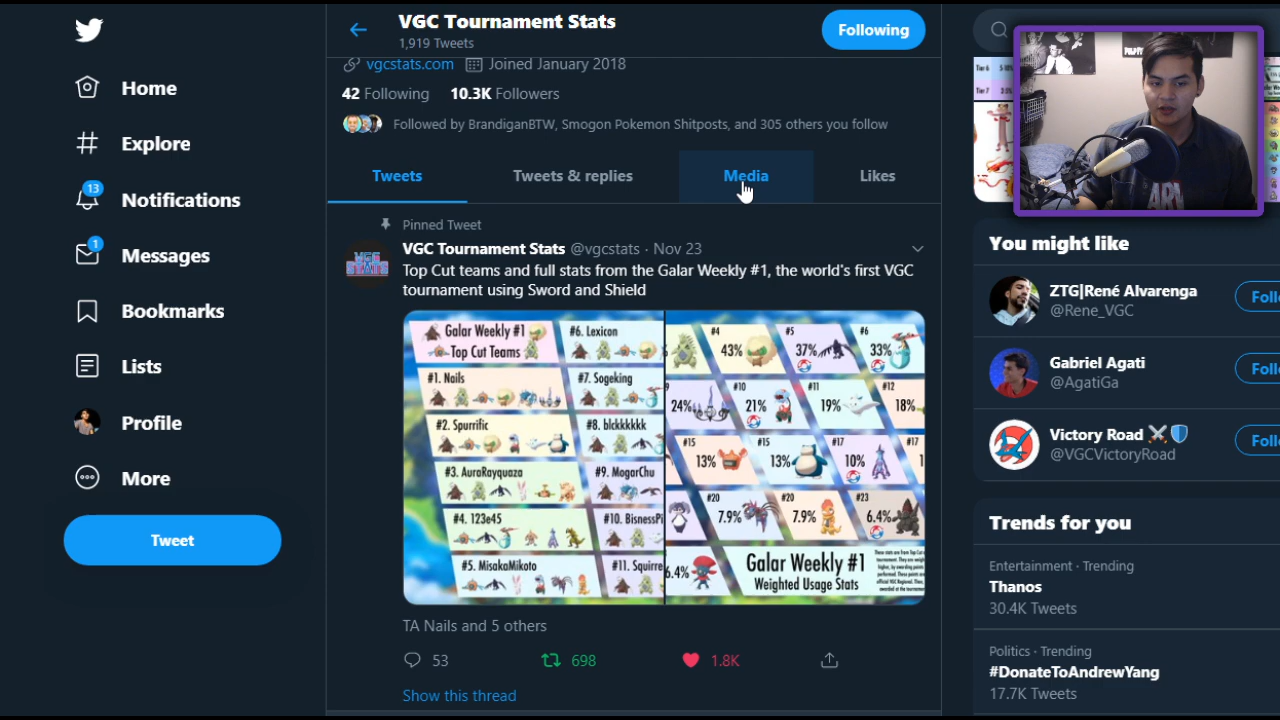 VGC Tournament Stats
1,919 Tweets
Following
vgcstats.com Joined January 2018
42 Following 10.3K Followers
Followed by BrandiganBTW, Smogon Pokemon Shitposts, and 305 others you follow
Tweets Tweets & replies Media Likes
Home
Explore
13
Notifications
1
Messages
Bookmarks
Lists
Profile
More
Tweet
Pinned Tweet
VGC Tournament Stats @vgcstats · Nov 23
Top Cut teams and full stats from the Galar Weekly #1, the world's first VGC
tournament using Sword and Shield
Galar Weekly #1
Top Cut Teams
#1. Nails
#2. Spurrific
#3. AuraRayquaza
#4. 123e45
#5. MisakaMikoto
#6. Lexicon
#7. Sogeking
#8. blckkkkkk
#9. MogarChu
#10. BisnessPi
#11. Squirre
#4 43% #5 37% #6 33%
24% #10 21% #11 19% #12 18%
#15 13% #15 13% #17 10% #17
#20 7.9% #20 7.9% #23 6.4%
6.4%
Galar Weekly #1
Weighted Usage Stats
TA Nails and 5 others
53 698 1.8K
Show this thread
Tier 6
Tier 7
You might like
ZTG|René Alvarenga
@Rene_VGC
Follo
Gabriel Agati
@AgatiGa
Follo
Victory Road
@VGCVictoryRoad
Follo
Trends for you
Entertainment · Trending
Thanos
30.4K Tweets
Politics · Trending
#DonateToAndrewYang
17.7K Tweets